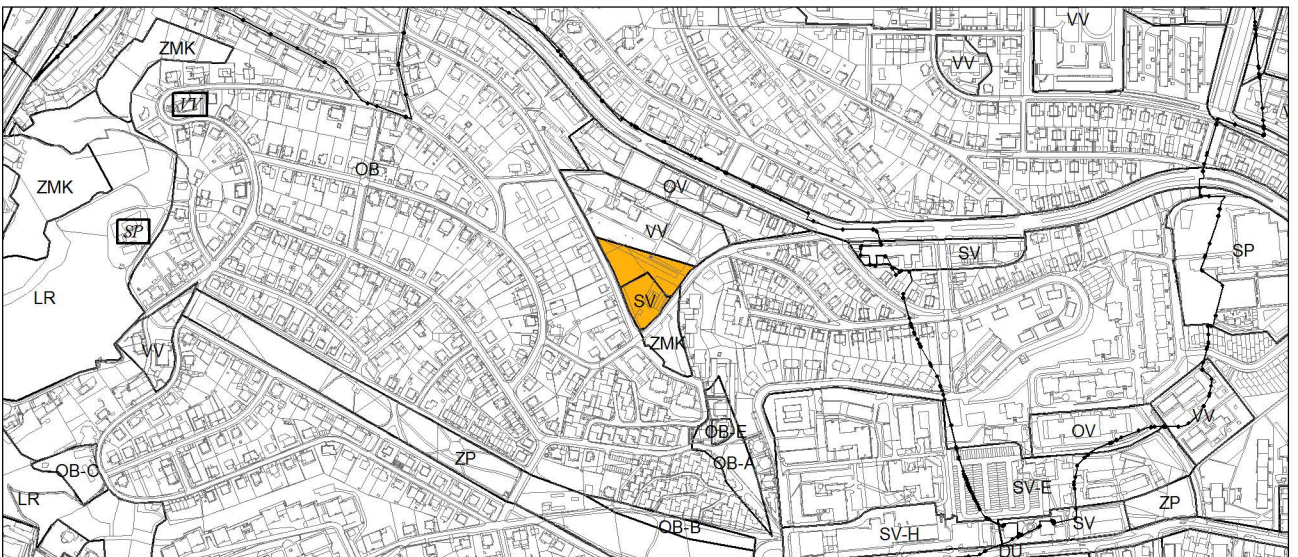 VV
ZMK
VV
VV
OB
ZMK
OV
VV
SP
SV
SP
LR
SV
ZMK
VV
VV
OV
OB-E
ZP
OB-A
OB-C
SV-E
LR
ZP
SV
OB-B
SV-H
DU